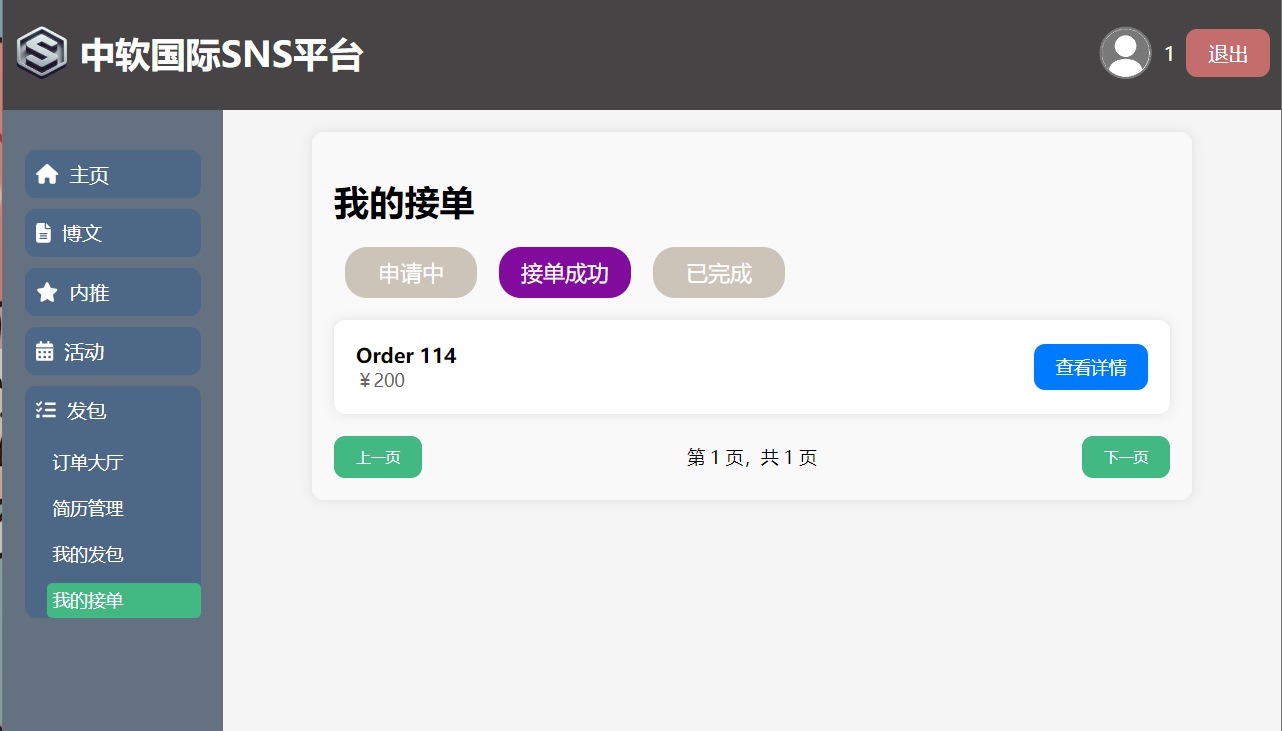 中软国际SNS平台
1
退出
主页
博文
内推
活动
发包
订单大厅
简历管理
我的发包
我的接单
我的接单
申请中
接单成功
已完成
Order 114
￥200
查看详情
上一页
第 1 页，共 1 页
下一页